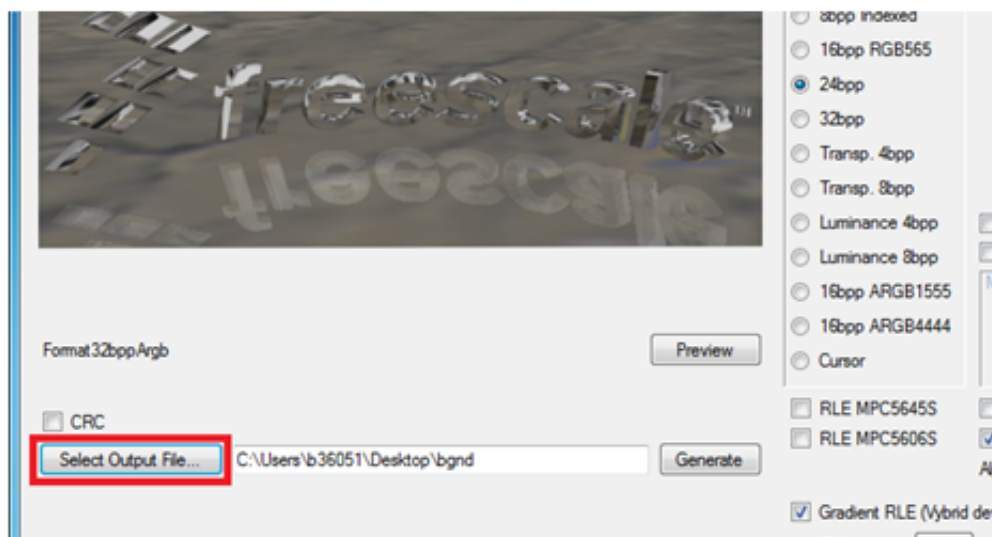 freescale™
8bpp Indexed
16bpp RGB565
24bpp
32bpp
Transp. 4bpp
Transp. 8bpp
Luminance 4bpp
Luminance 8bpp
16bpp ARGB1555
16bpp ARGB4444
Cursor
Format32bppArgb
Preview
CRC
RLE MPC5645S
RLE MPC5606S
Select Output File...
C:\Users\b36051\Desktop\bgnd
Generate
Gradient RLE (Vybrid de